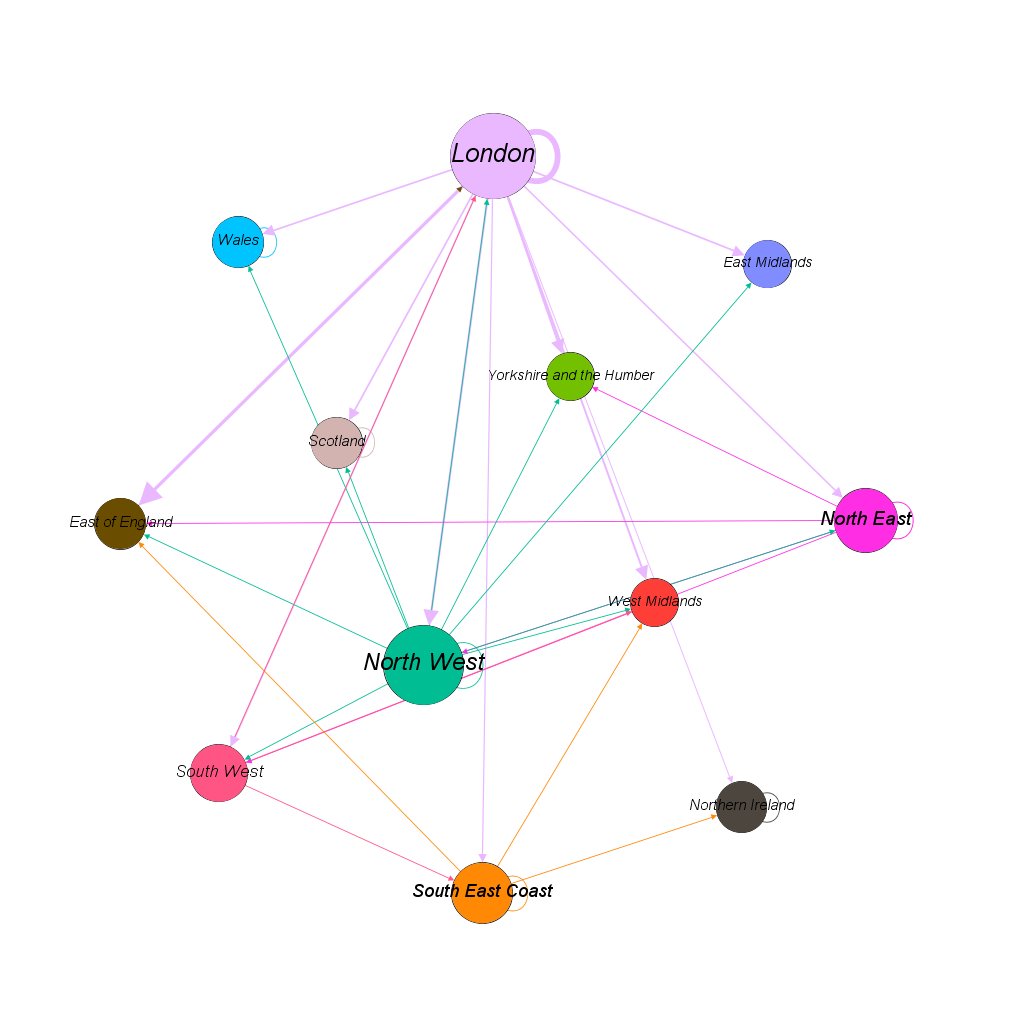 London
Wales
East Midlands
Yorkshire and the Humber
Scotland
East of England
North East
West Midlands
North West
South West
Northern Ireland
South East Coast